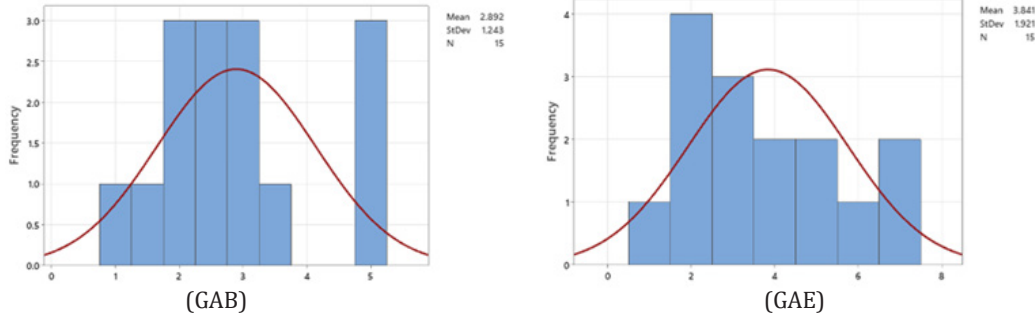 3.0
2.5
2.0
1.5
1.0
0.5
0.0
Frequency
0 1 2 3 4 5
Mean 2.892
StDev 1.243
N 15
(GAB)
4
3
2
1
0
Frequency
0 2 4 6 8
Mean 3.841
StDev 1.921
N 15
(GAE)